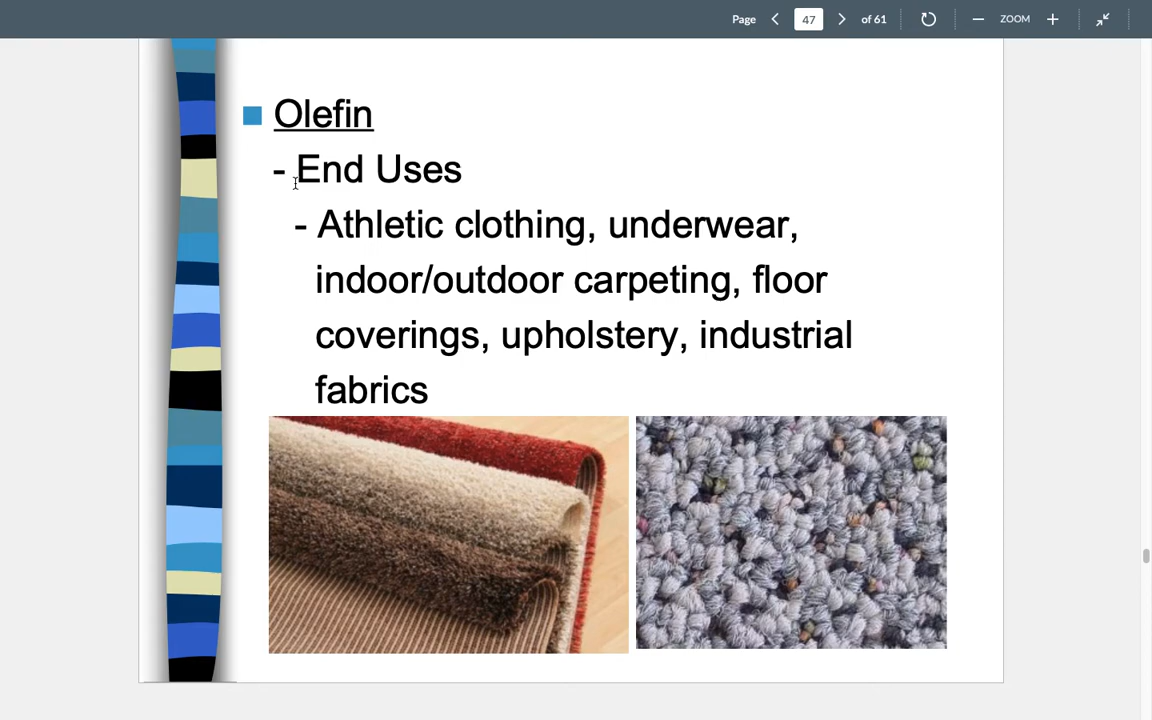 Page 47 of 61 ZOOM
Olefin
- End Uses
- Athletic clothing, underwear,
indoor/outdoor carpeting, floor
coverings, upholstery, industrial
fabrics